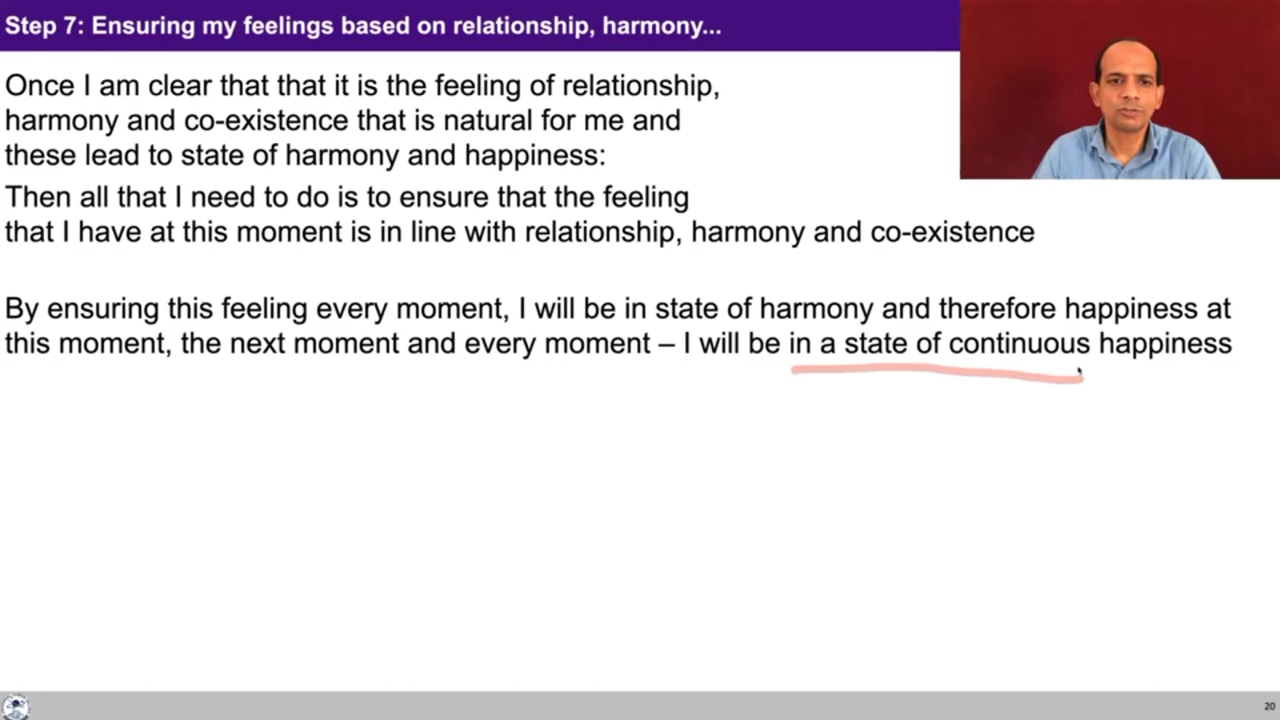 Step 7: Ensuring my feelings based on relationship, harmony...
Once I am clear that that it is the feeling of relationship,
harmony and co-existence that is natural for me and
these lead to state of harmony and happiness:
Then all that I need to do is to ensure that the feeling
that I have at this moment is in line with relationship, harmony and co-existence
By ensuring this feeling every moment, I will be in state of harmony and therefore happiness at
this moment, the next moment and every moment – I will be in a state of continuous happiness
20